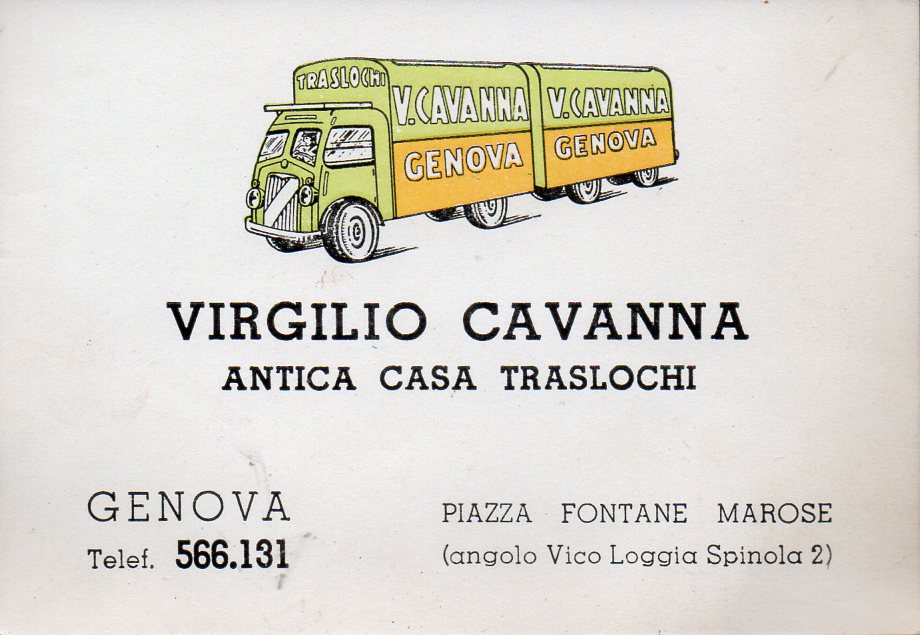 TRASLOCHI
V. CAVANNA
GENOVA
V. CAVANNA
GENOVA
VIRGILIO CAVANNA
ANTICA CASA TRASLOCHI
GENOVA
Telef. 566.131
PIAZZA FONTANE MAROSE
(angolo Vico Loggia Spinola 2)